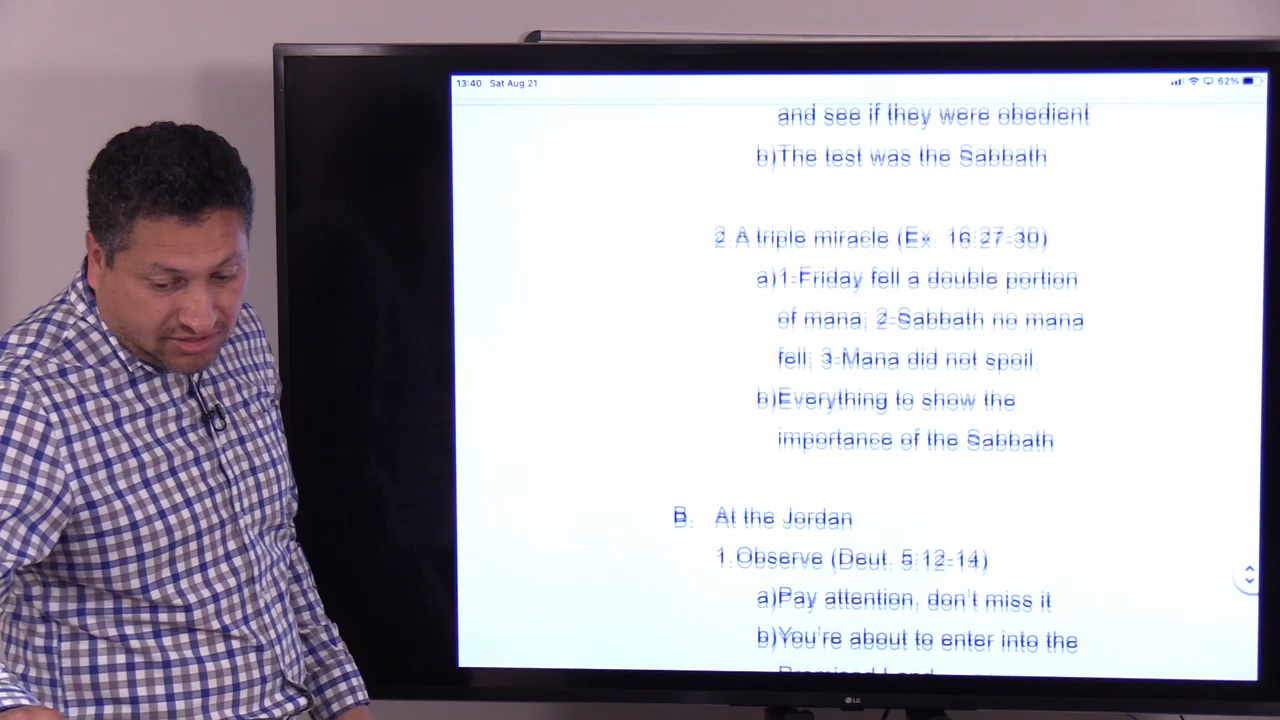 13:40 Sat Aug 21
62%
and see if they were obedient
b)The test was the Sabbath
2.A triple miracle (Ex. 16:27-30)
a)1-Friday fell a double portion
of mana; 2-Sabbath no mana
fell; 3-Mana did not spoil.
b)Everything to show the
importance of the Sabbath
B. At the Jordan
1.Observe (Deut. 5:12-14)
a)Pay attention, don't miss it
b)You're about to enter into the
Promised Land
LG